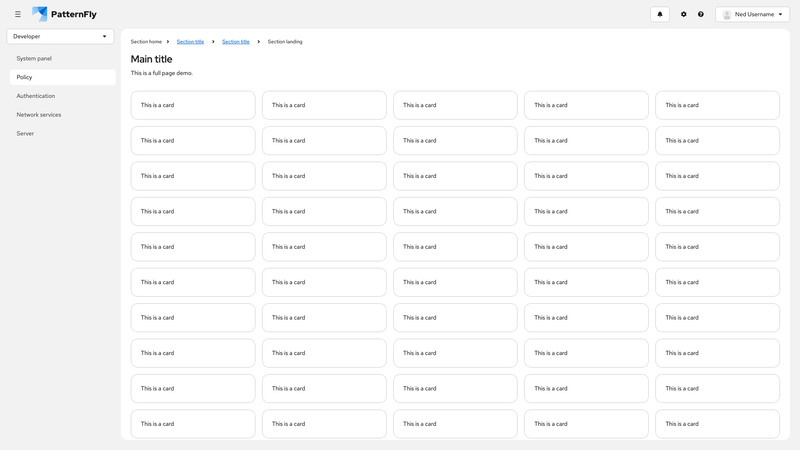 PatternFly
Ned Username
Developer
System panel
Policy
Authentication
Network services
Server
Section home Section title Section title Section landing
Main title
This is a full page demo.
This is a card This is a card This is a card This is a card This is a card
This is a card This is a card This is a card This is a card This is a card
This is a card This is a card This is a card This is a card This is a card
This is a card This is a card This is a card This is a card This is a card
This is a card This is a card This is a card This is a card This is a card
This is a card This is a card This is a card This is a card This is a card
This is a card This is a card This is a card This is a card This is a card
This is a card This is a card This is a card This is a card This is a card
This is a card This is a card This is a card This is a card This is a card
This is a card This is a card This is a card This is a card This is a card